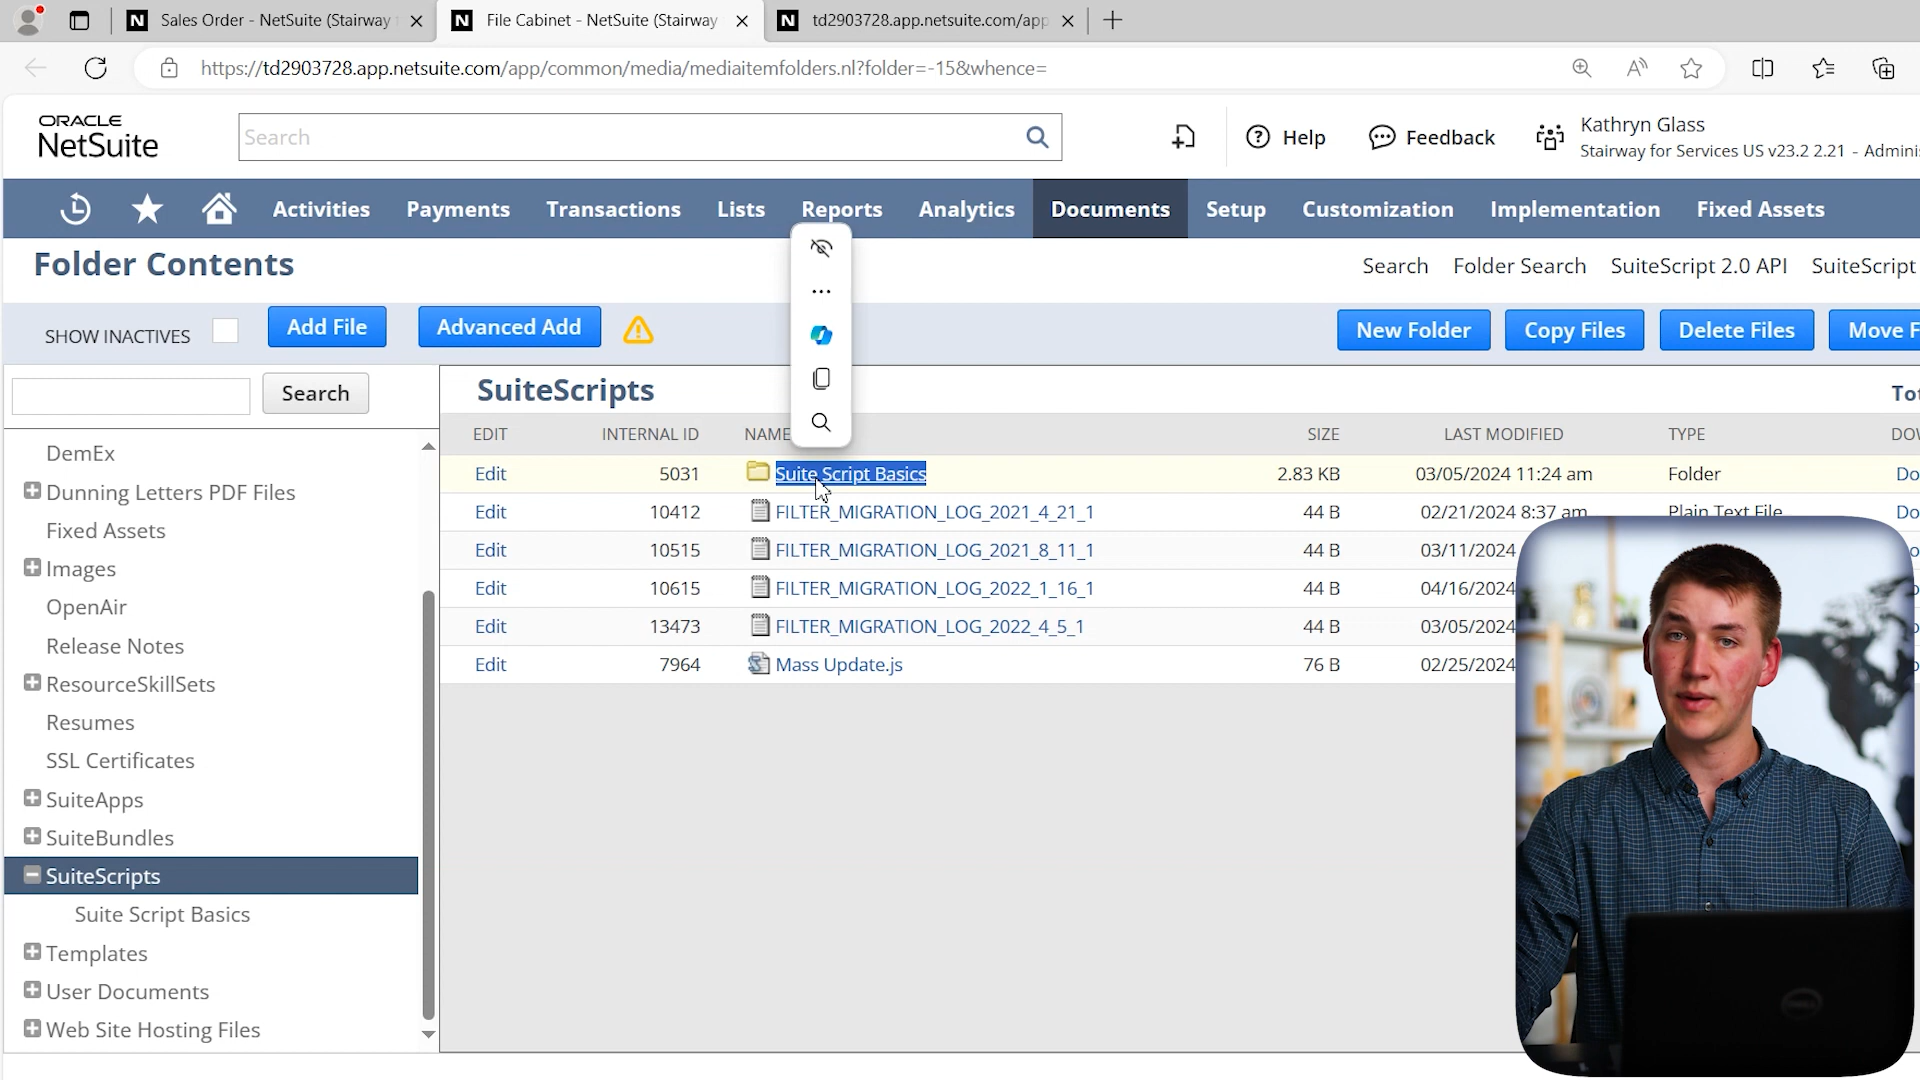 Sales Order - NetSuite (Stairway
File Cabinet - NetSuite (Stairway
td2903728.app.netsuite.com/app
https://td2903728.app.netsuite.com/app/common/media/mediaitemfolders.nl?folder=-15&whence=
ORACLE
NetSuite
Search
Help
Feedback
Kathryn Glass
Stairway for Services US v23.2 2.21 - Adminis
Activities Payments Transactions Lists Reports Analytics Documents Setup Customization Implementation Fixed Assets
Folder Contents
Search Folder Search SuiteScript 2.0 API SuiteScript
SHOW INACTIVES Add File Advanced Add New Folder Copy Files Delete Files Move F
Search
DemEx
Dunning Letters PDF Files
Fixed Assets
Images
OpenAir
Release Notes
ResourceSkillSets
Resumes
SSL Certificates
SuiteApps
SuiteBundles
SuiteScripts
Suite Script Basics
Templates
User Documents
Web Site Hosting Files
SuiteScripts Tot
EDIT INTERNAL ID NAME SIZE LAST MODIFIED TYPE DO
Edit 5031 Suite Script Basics 2.83 KB 03/05/2024 11:24 am Folder Do
Edit 10412 FILTER_MIGRATION_LOG_2021_4_21_1 44 B 02/21/2024 8:37 am Plain Text File Do
Edit 10515 FILTER_MIGRATION_LOG_2021_8_11_1 44 B 03/11/2024
Edit 10615 FILTER_MIGRATION_LOG_2022_1_16_1 44 B 04/16/2024
Edit 13473 FILTER_MIGRATION_LOG_2022_4_5_1 44 B 03/05/2024
Edit 7964 Mass Update.js 76 B 02/25/2024
DELL